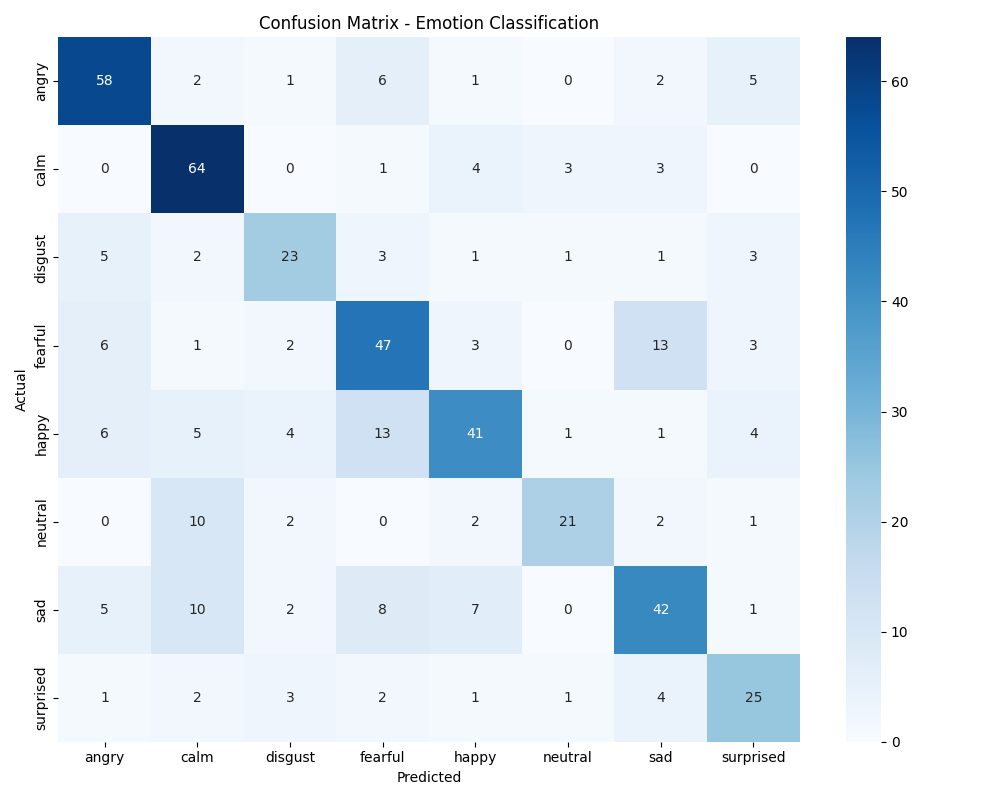 Confusion Matrix - Emotion Classification
Actual
angry 58 2 1 6 1 0 2 5
calm 0 64 0 1 4 3 3 0
disgust 5 2 23 3 1 1 1 3
fearful 6 1 2 47 3 0 13 3
happy 6 5 4 13 41 1 1 4
neutral 0 10 2 0 2 21 2 1
sad 5 10 2 8 7 0 42 1
surprised 1 2 3 2 1 1 4 25
angry calm disgust fearful happy neutral sad surprised
Predicted
60
50
40
30
20
10
0